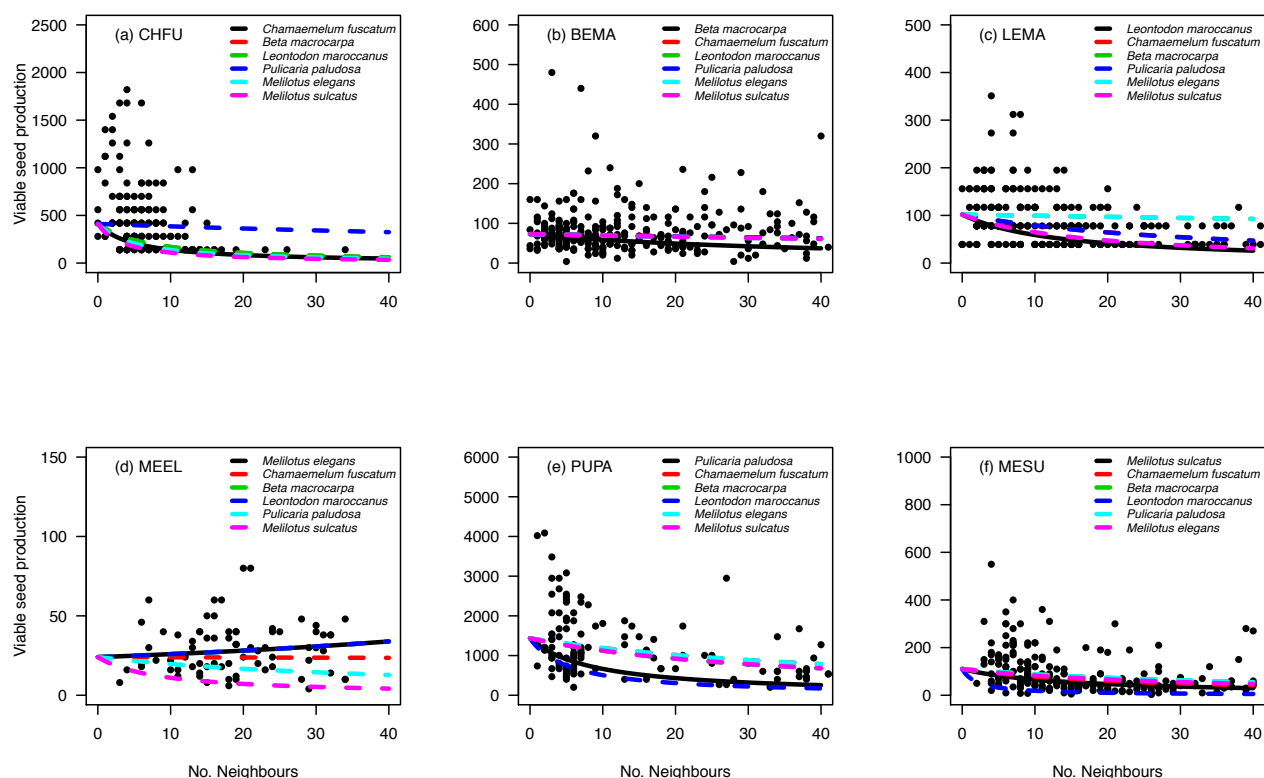 (a) CHFU
Chamaemelum fuscatum
Beta macrocarpa
Leontodon maroccanus
Pulicaria paludosa
Melilotus elegans
Melilotus sulcatus
Viable seed production
2500
2000
1500
1000
500
0
0 10 20 30 40
(b) BEMA
Beta macrocarpa
Chamaemelum fuscatum
Leontodon maroccanus
Pulicaria paludosa
Melilotus elegans
Melilotus sulcatus
600
500
400
300
200
100
0
0 10 20 30 40
(c) LEMA
Leontodon maroccanus
Chamaemelum fuscatum
Beta macrocarpa
Pulicaria paludosa
Melilotus elegans
Melilotus sulcatus
500
400
300
200
100
0
0 10 20 30 40
(d) MEEL
Melilotus elegans
Chamaemelum fuscatum
Beta macrocarpa
Leontodon maroccanus
Pulicaria paludosa
Melilotus sulcatus
Viable seed production
150
100
50
0
0 10 20 30 40
No. Neighbours
(e) PUPA
Pulicaria paludosa
Chamaemelum fuscatum
Beta macrocarpa
Leontodon maroccanus
Melilotus elegans
Melilotus sulcatus
6000
5000
4000
3000
2000
1000
0
0 10 20 30 40
No. Neighbours
(f) MESU
Melilotus sulcatus
Chamaemelum fuscatum
Beta macrocarpa
Leontodon maroccanus
Pulicaria paludosa
Melilotus elegans
1000
800
600
400
200
0
0 10 20 30 40
No. Neighbours